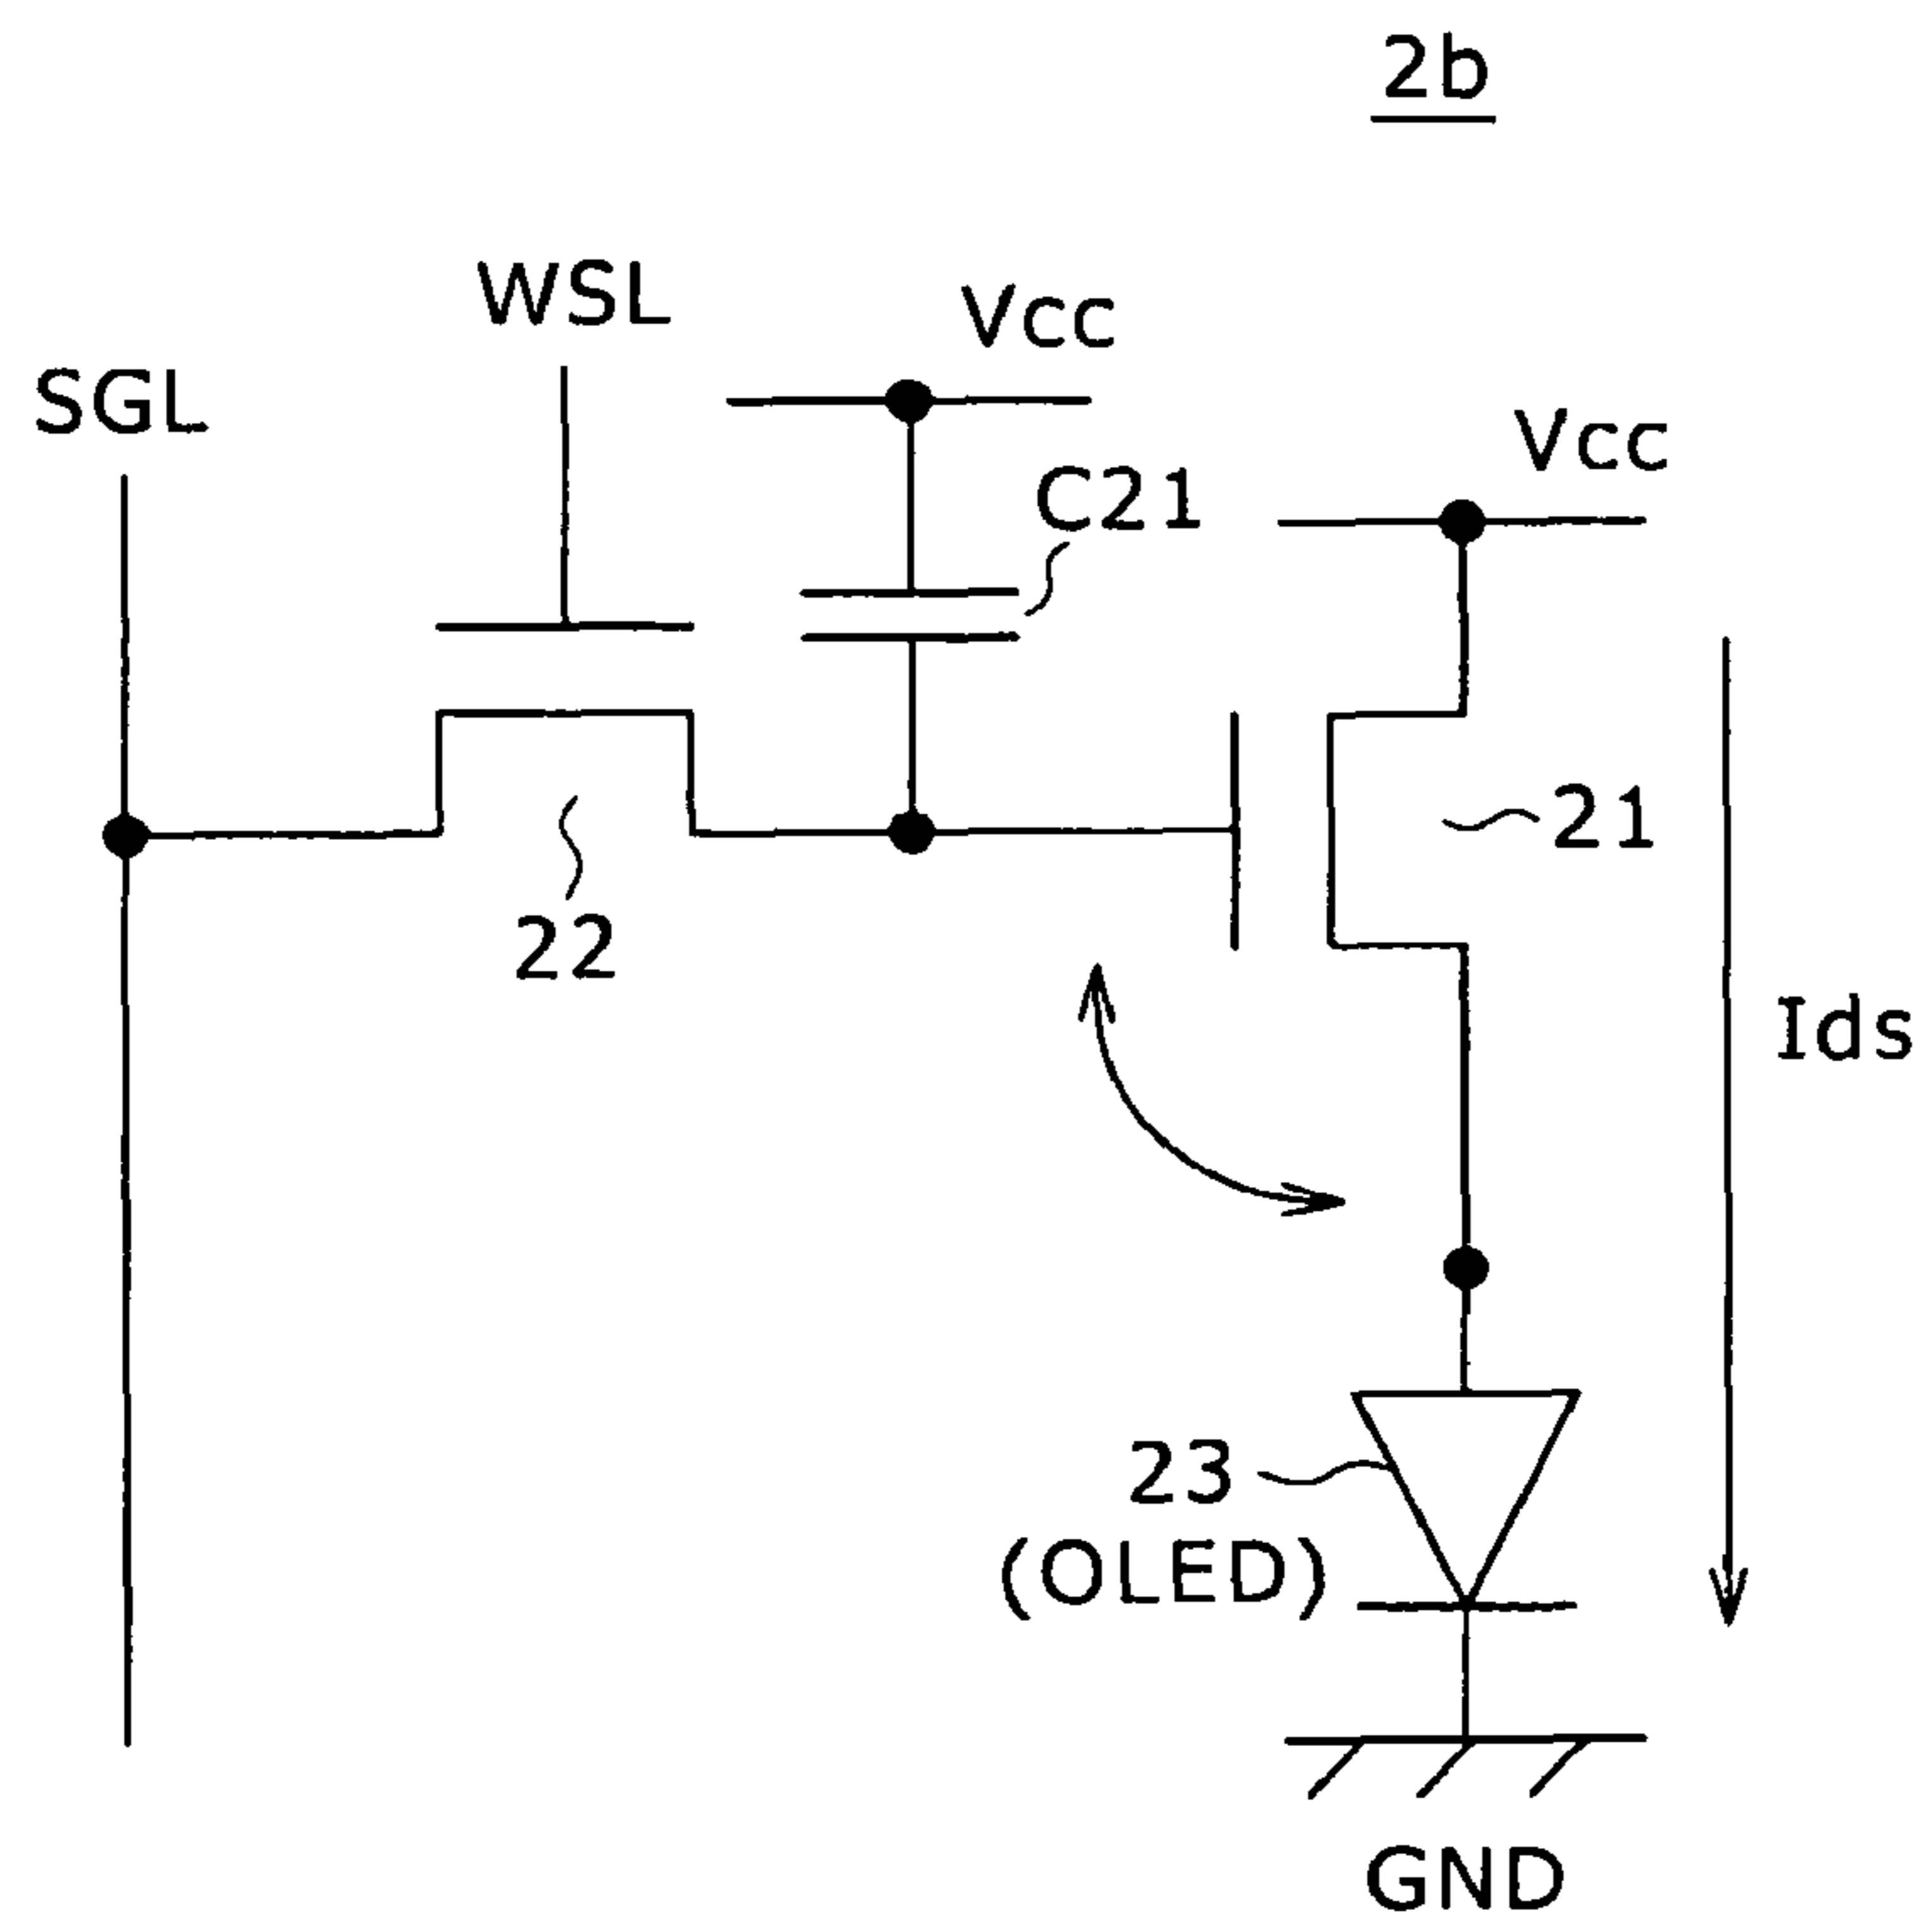 2b
WSL
Vcc
SGL
Vcc
C21
21
22
Ids
23
(OLED)
GND